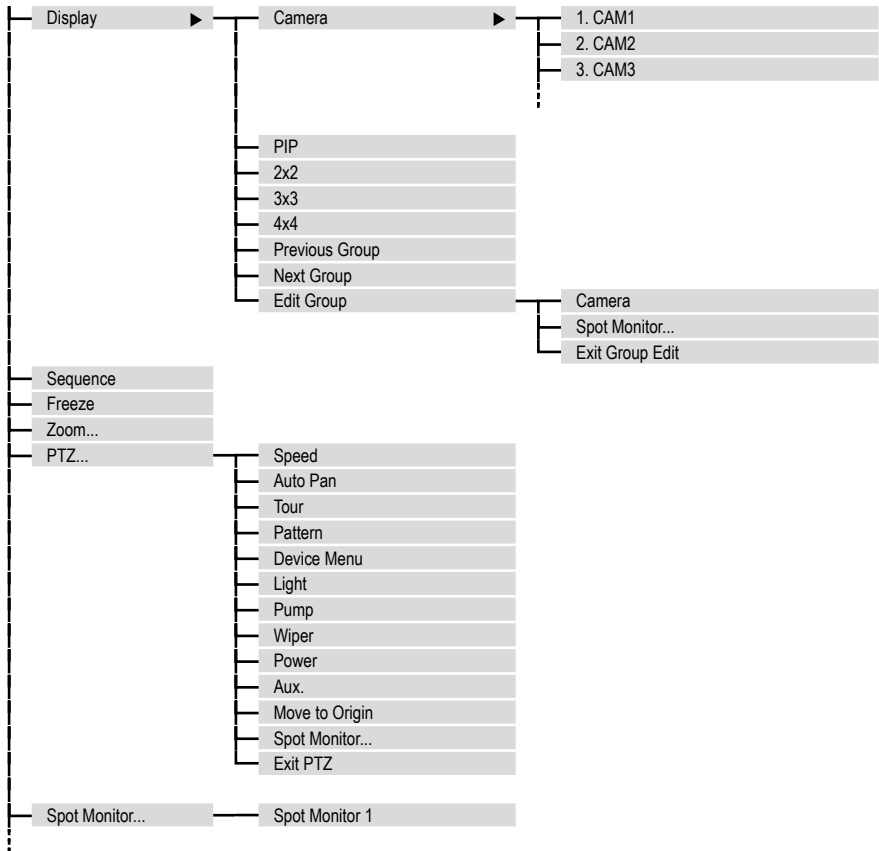 Display ▶ Camera ▶ 1. CAM1
2. CAM2
3. CAM3
PIP
2x2
3x3
4x4
Previous Group
Next Group
Edit Group Camera
Spot Monitor...
Exit Group Edit
Sequence
Freeze
Zoom...
PTZ... Speed
Auto Pan
Tour
Pattern
Device Menu
Light
Pump
Wiper
Power
Aux.
Move to Origin
Spot Monitor...
Exit PTZ
Spot Monitor... Spot Monitor 1